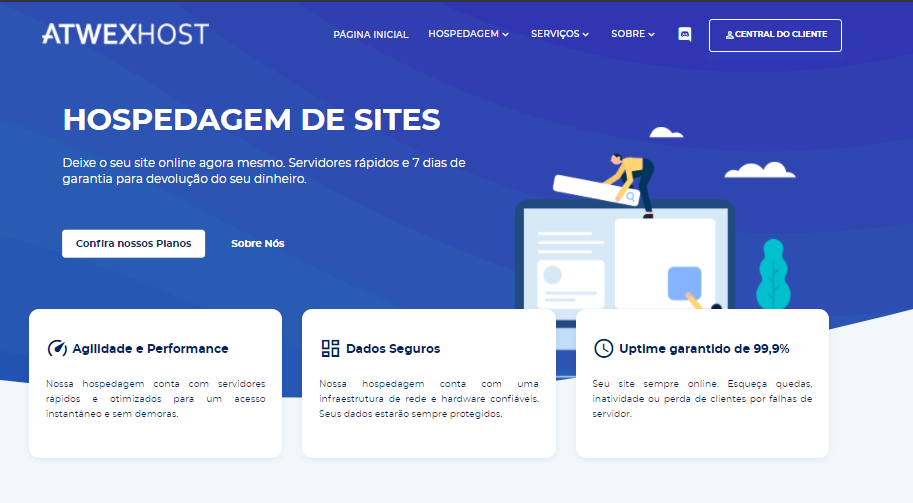 ATWEXHOST
PÁGINA INICIAL
HOSPEDAGEM
SERVIÇOS
SOBRE
CENTRAL DO CLIENTE
HOSPEDAGEM DE SITES
Deixe o seu site online agora mesmo. Servidores rápidos e 7 dias de
garantia para devolução do seu dinheiro.
Confira nossos Planos
Sobre Nós
Agilidade e Performance
Nossa hospedagem conta com servidores
rápidos e otimizados para um acesso
instantâneo e sem demoras.
Dados Seguros
Nossa hospedagem conta com uma
infraestrutura de rede e hardware confiáveis.
Seus dados estarão sempre protegidos.
Uptime garantido de 99,9%
Seu site sempre online. Esqueça quedas,
inatividade ou perda de clientes por falhas de
servidor.